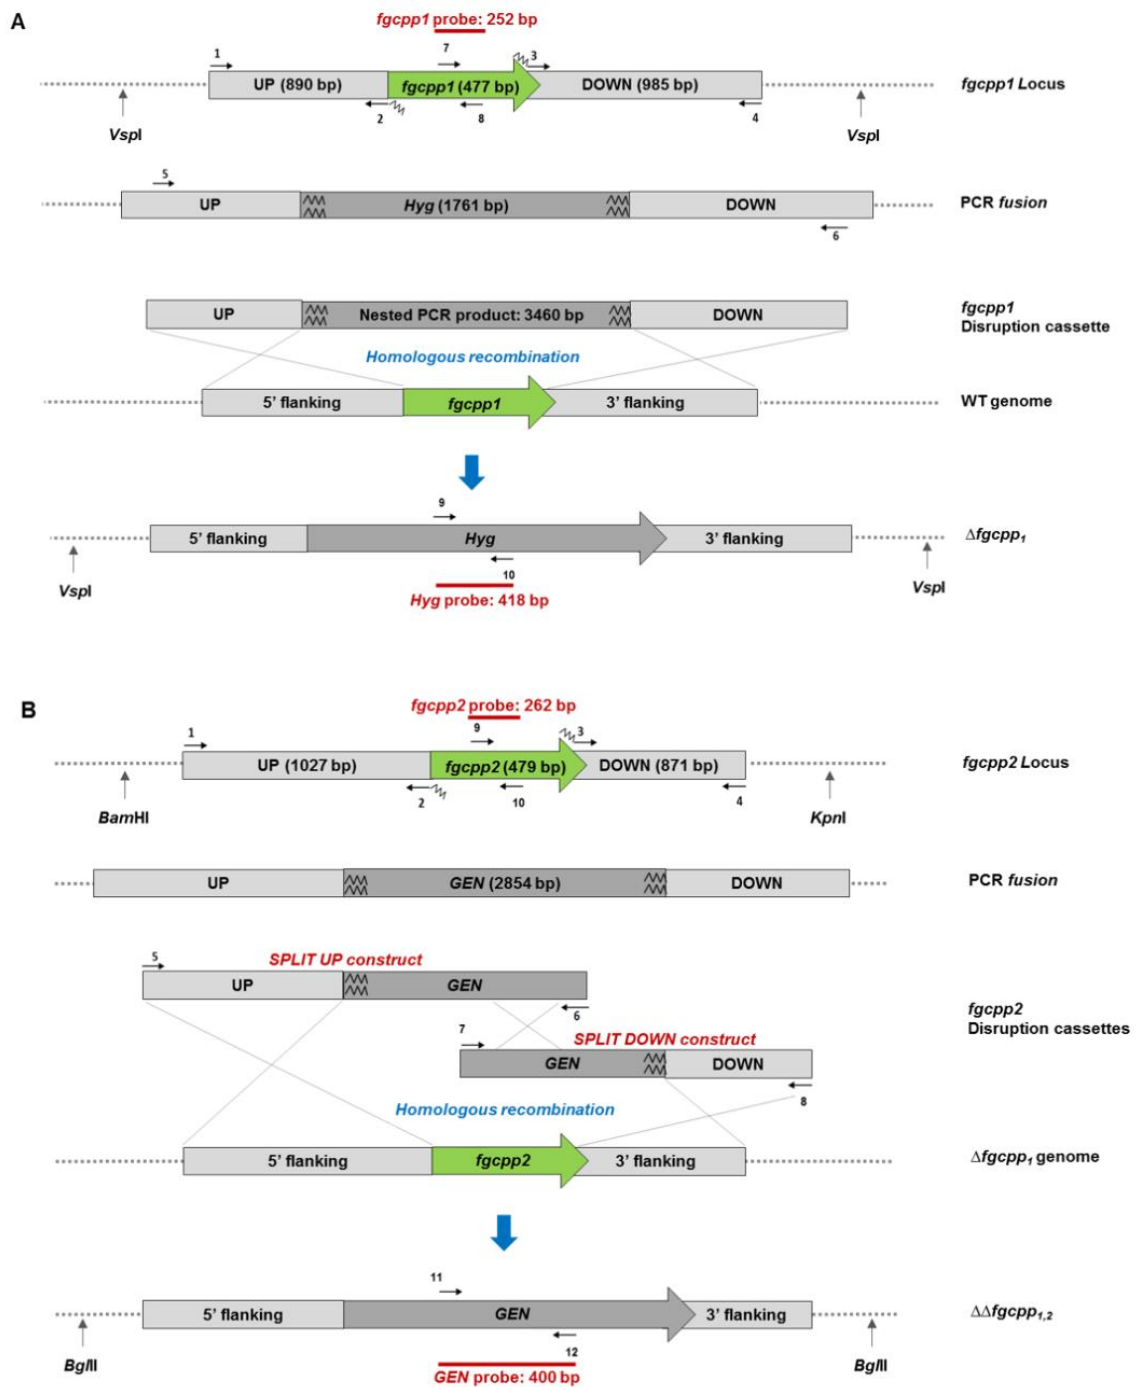 A
fgcpp1 probe: 252 bp
1
7
3
UP (890 bp)
fgcpp1 (477 bp)
DOWN (985 bp)
fgcpp1 Locus
2
8
4
VspI
VspI
5
UP
Hyg (1761 bp)
DOWN
PCR fusion
6
UP
Nested PCR product: 3460 bp
DOWN
fgcpp1
Disruption cassette
Homologous recombination
5' flanking
fgcpp1
3' flanking
WT genome
9
5' flanking
Hyg
3' flanking
Δfgcpp1
10
VspI
VspI
Hyg probe: 418 bp
B
fgcpp2 probe: 262 bp
1
9
3
UP (1027 bp)
fgcpp2 (479 bp)
DOWN (871 bp)
fgcpp2 Locus
2
10
4
BamHI
KpnI
UP
GEN (2854 bp)
DOWN
PCR fusion
5
SPLIT UP construct
UP
GEN
6
fgcpp2
Disruption cassettes
7
SPLIT DOWN construct
GEN
DOWN
8
Homologous recombination
5' flanking
fgcpp2
3' flanking
Δfgcpp1 genome
11
5' flanking
GEN
3' flanking
ΔΔfgcpp1,2
12
BglII
BglII
GEN probe: 400 bp